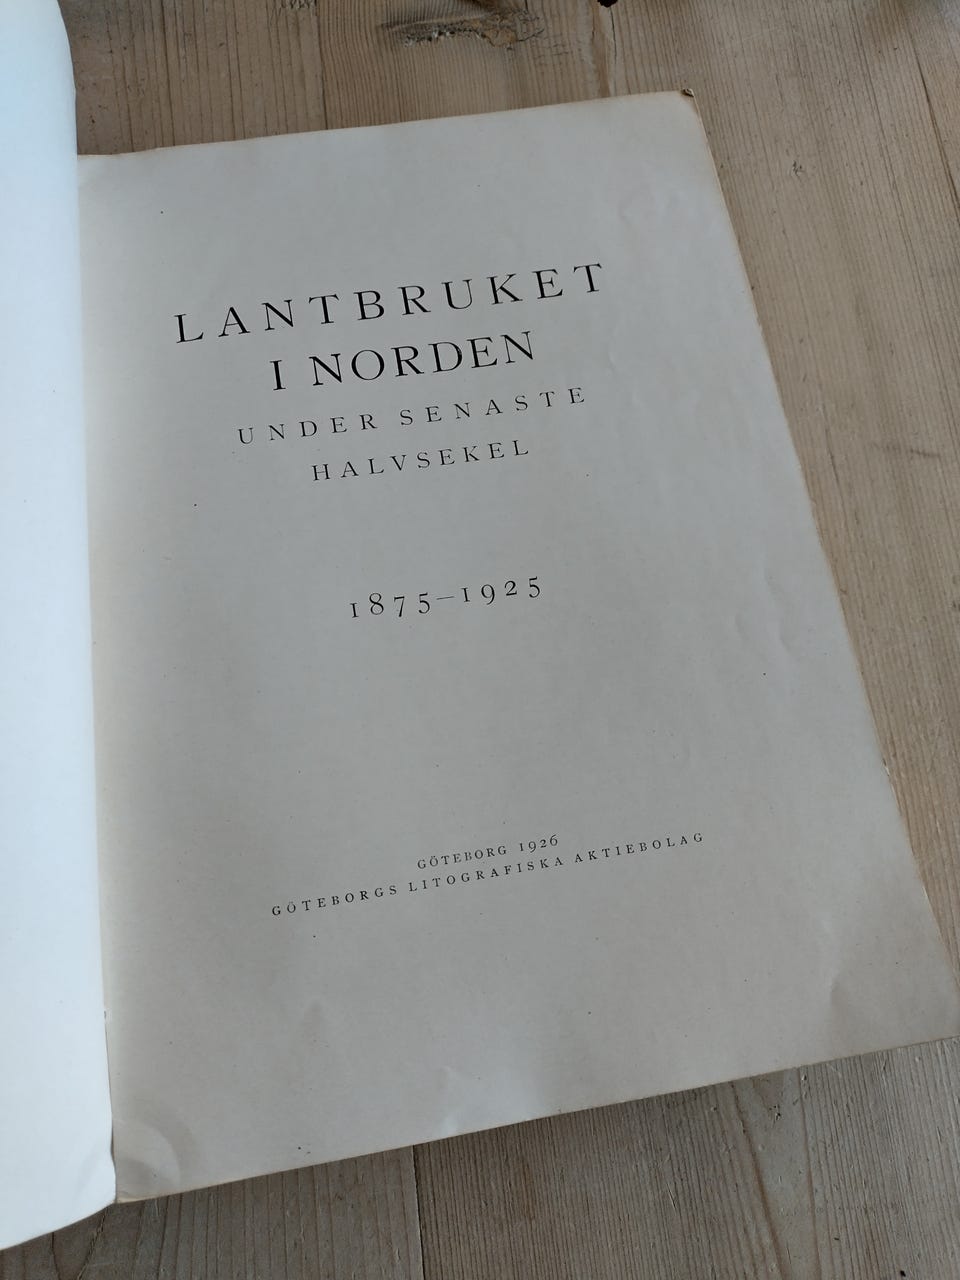 LANTBRUKET
I NORDEN
UNDER SENASTE
HALVSEKEL
1875–1925
GÖTEBORG 1926
GÖTEBORGS LITOGRAFISKA AKTIEBOLAG